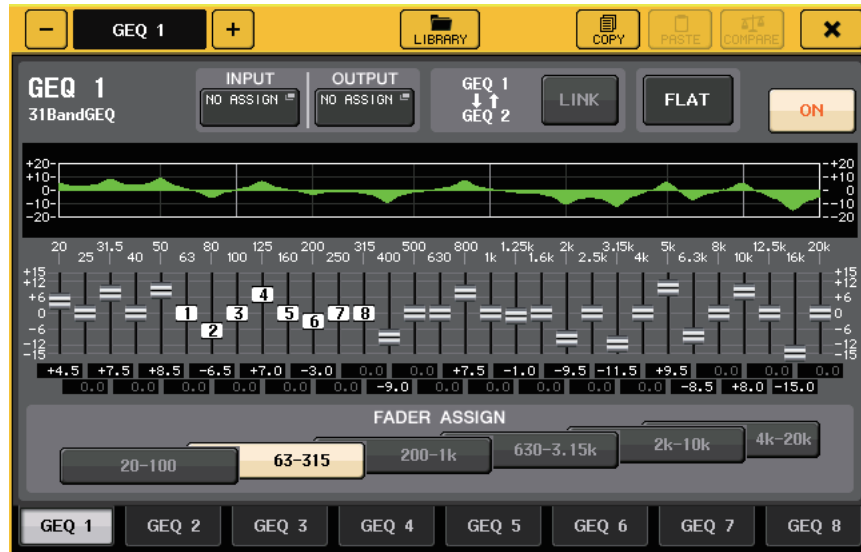 − GEQ 1 + LIBRARY COPY PASTE COMPARE ×
GEQ 1
31BandGEQ
INPUT
NO ASSIGN
OUTPUT
NO ASSIGN
GEQ 1
↓↑
GEQ 2
LINK
FLAT
ON
+20 -+20
+10 -+10
0 0
-10 -10
-20 -20
20 31.5 50 80 125 200 315 500 800 1.25k 2k 3.15k 5k 8k 12.5k 20k
25 40 63 100 160 250 400 630 1k 1.6k 2.5k 4k 6.3k 10k 16k
+15 +15
+12 +12
+6 +6
0 1 3 5 7 8 0
4
2
6
-6 -6
-12 -12
-15 -15
+4.5 +7.5 +8.5 -6.5 +7.0 -3.0 0.0 0.0 +7.5 -1.0 -9.5 -11.5 +9.5 0.0 0.0 0.0
0.0 0.0 0.0 0.0 0.0 0.0 -9.0 0.0 0.0 0.0 0.0 0.0 -8.5 +8.0 -15.0
FADER ASSIGN
20-100 63-315 200-1k 630-3.15k 2k-10k 4k-20k
GEQ 1 GEQ 2 GEQ 3 GEQ 4 GEQ 5 GEQ 6 GEQ 7 GEQ 8